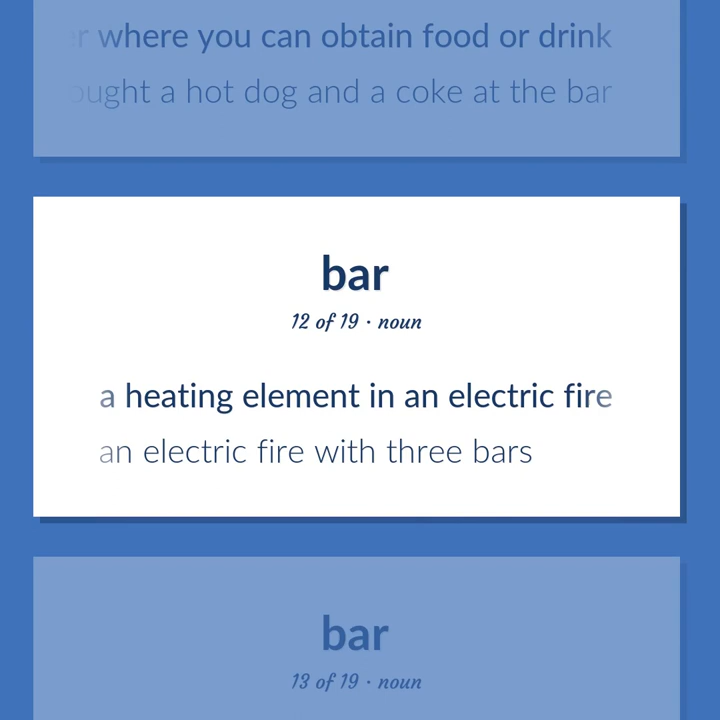 where you can obtain food or drink
a hot dog and a coke at the bar
bar
12 of 19 · noun
a heating element in an electric fire
an electric fire with three bars
bar
13 of 19 · noun